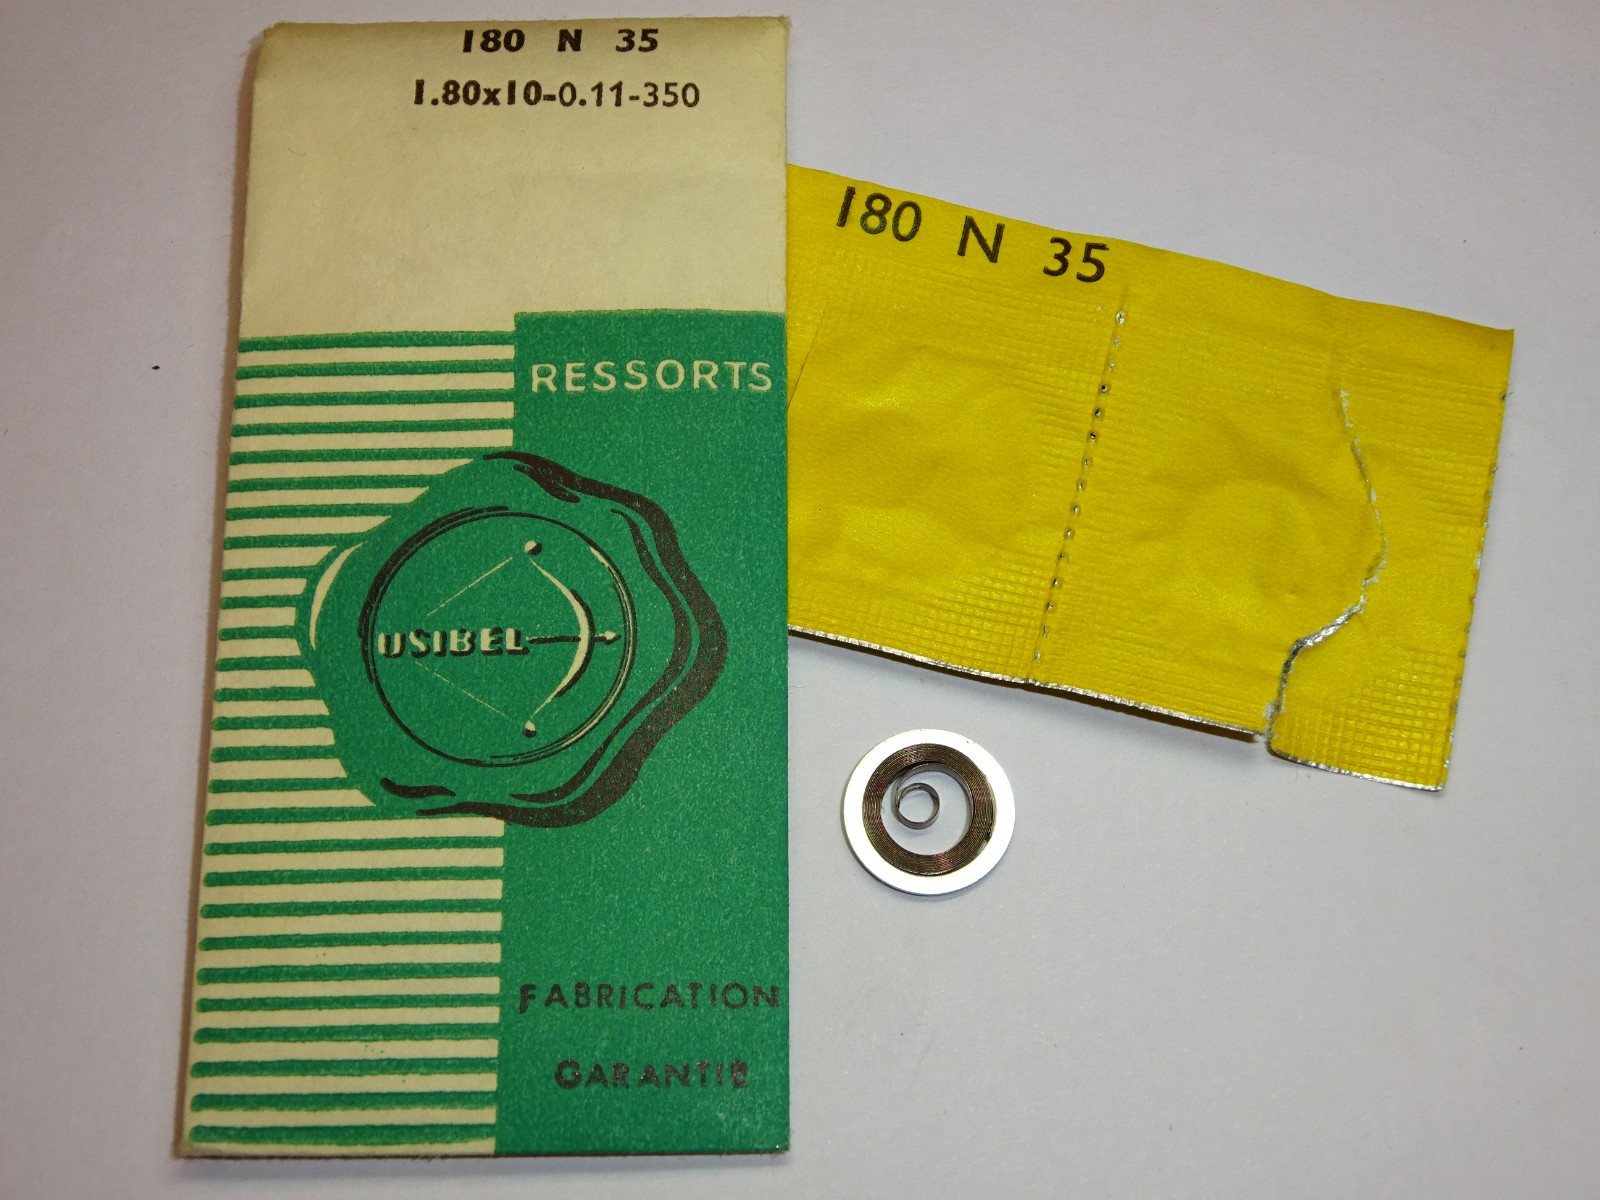 180 N 35
1.80x10-0.11-350
RESSORTS
USIBEL
FABRICATION
GARANTIE
180 N 35